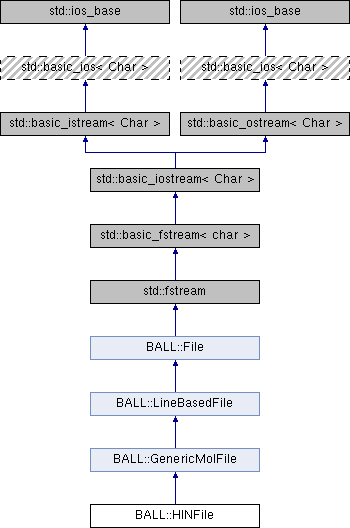 std::ios_base std::ios_base
std::basic_ios< Char > std::basic_ios< Char >
std::basic_istream< Char > std::basic_ostream< Char >
std::basic_iostream< Char >
std::basic_fstream< char >
std::fstream
BALL::File
BALL::LineBasedFile
BALL::GenericMolFile
BALL::HINFile